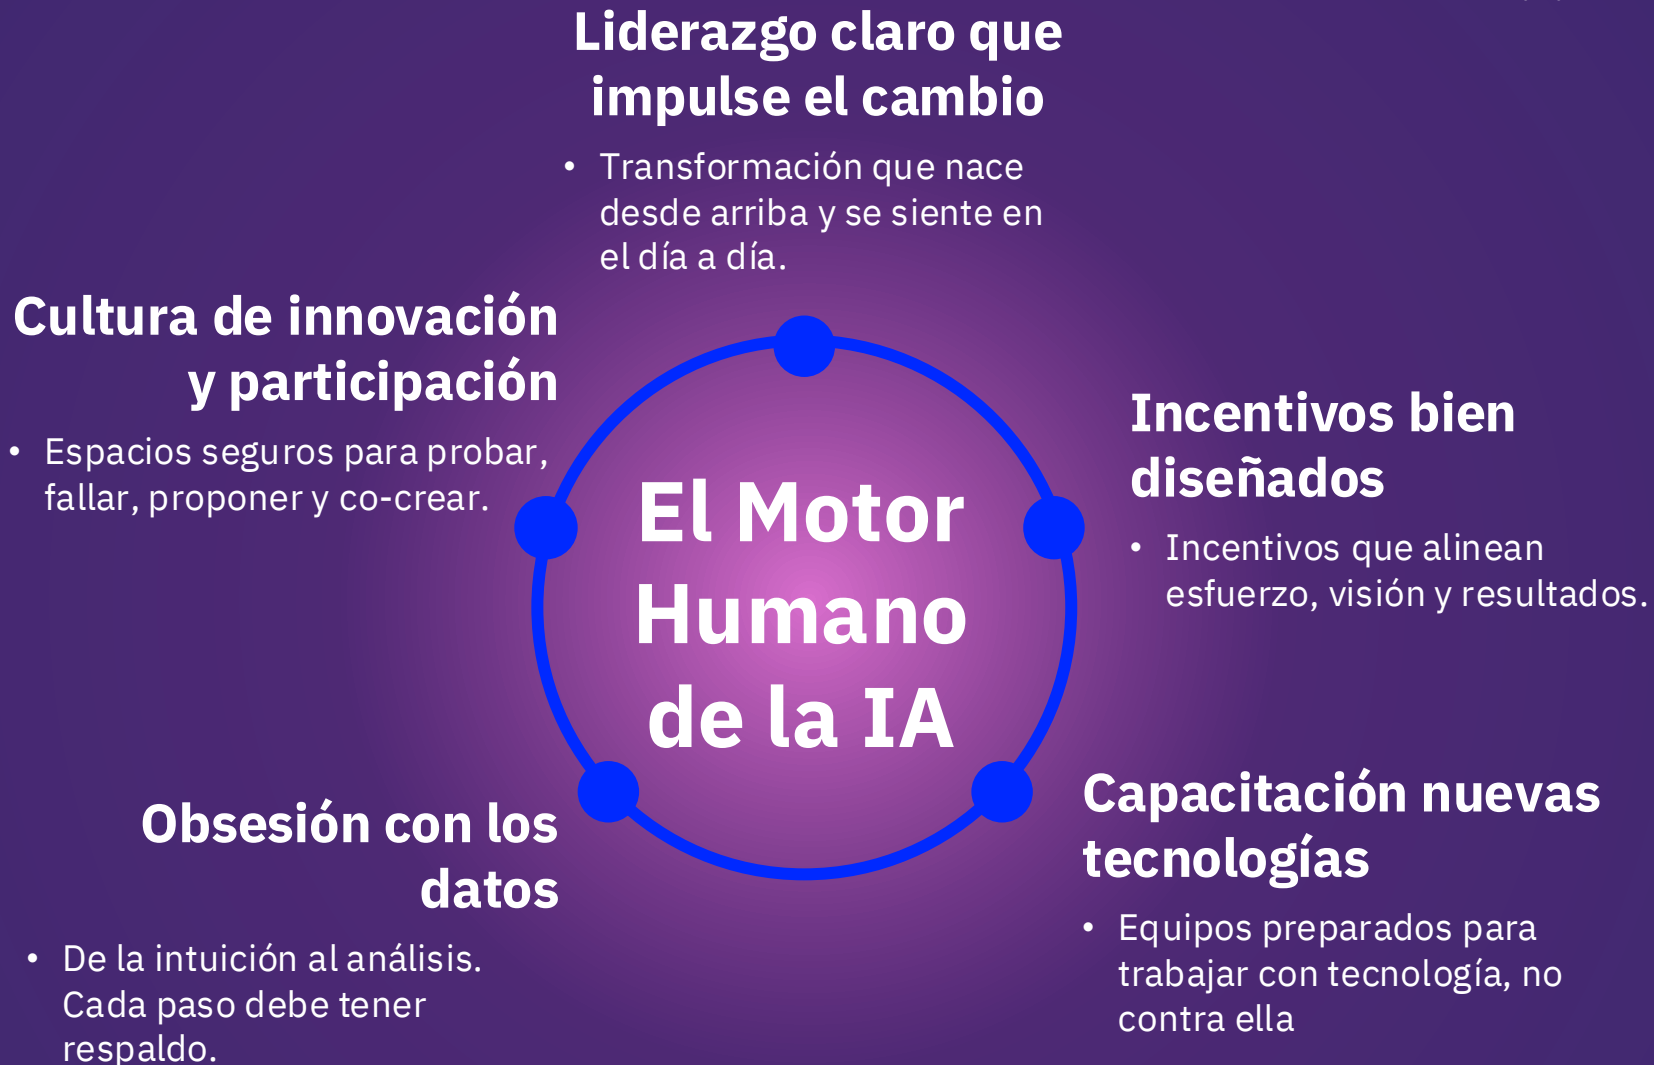 Liderazgo claro que
impulse el cambio
• Transformación que nace
desde arriba y se siente en
el día a día.
Cultura de innovación
y participación
• Espacios seguros para probar,
fallar, proponer y co-crear.
Incentivos bien
diseñados
• Incentivos que alinean
esfuerzo, visión y resultados.
El Motor
Humano
de la IA
Obsesión con los
datos
• De la intuición al análisis.
Cada paso debe tener
respaldo.
Capacitación nuevas
tecnologías
• Equipos preparados para
trabajar con tecnología, no
contra ella